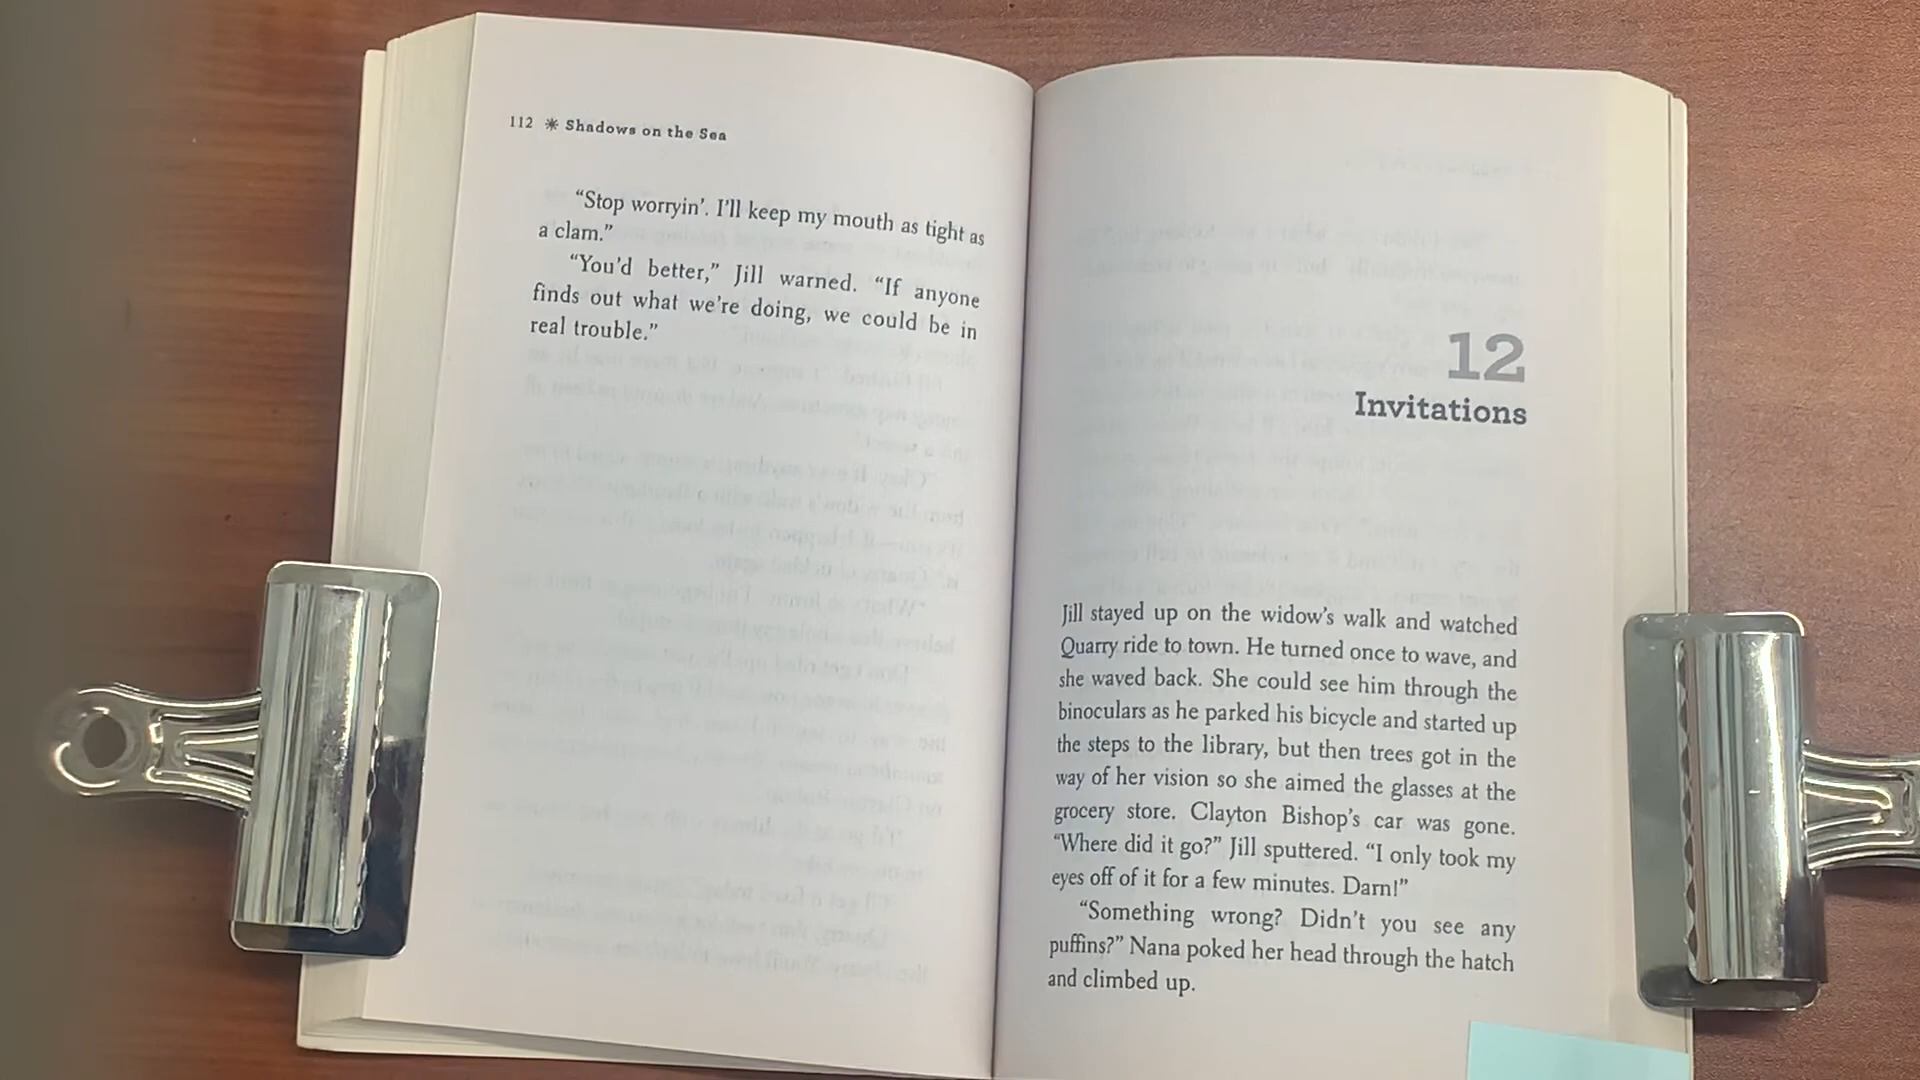 112 ✳ Shadows on the Sea
“Stop worryin’. I’ll keep my mouth as tight as
a clam.”
“You’d better,” Jill warned. “If anyone
finds out what we’re doing, we could be in
real trouble.”
12
Invitations
Jill stayed up on the widow’s walk and watched
Quarry ride to town. He turned once to wave, and
she waved back. She could see him through the
binoculars as he parked his bicycle and started up
the steps to the library, but then trees got in the
way of her vision so she aimed the glasses at the
grocery store. Clayton Bishop’s car was gone.
“Where did it go?” Jill sputtered. “I only took my
eyes off of it for a few minutes. Darn!”
“Something wrong? Didn’t you see any
puffins?” Nana poked her head through the hatch
and climbed up.